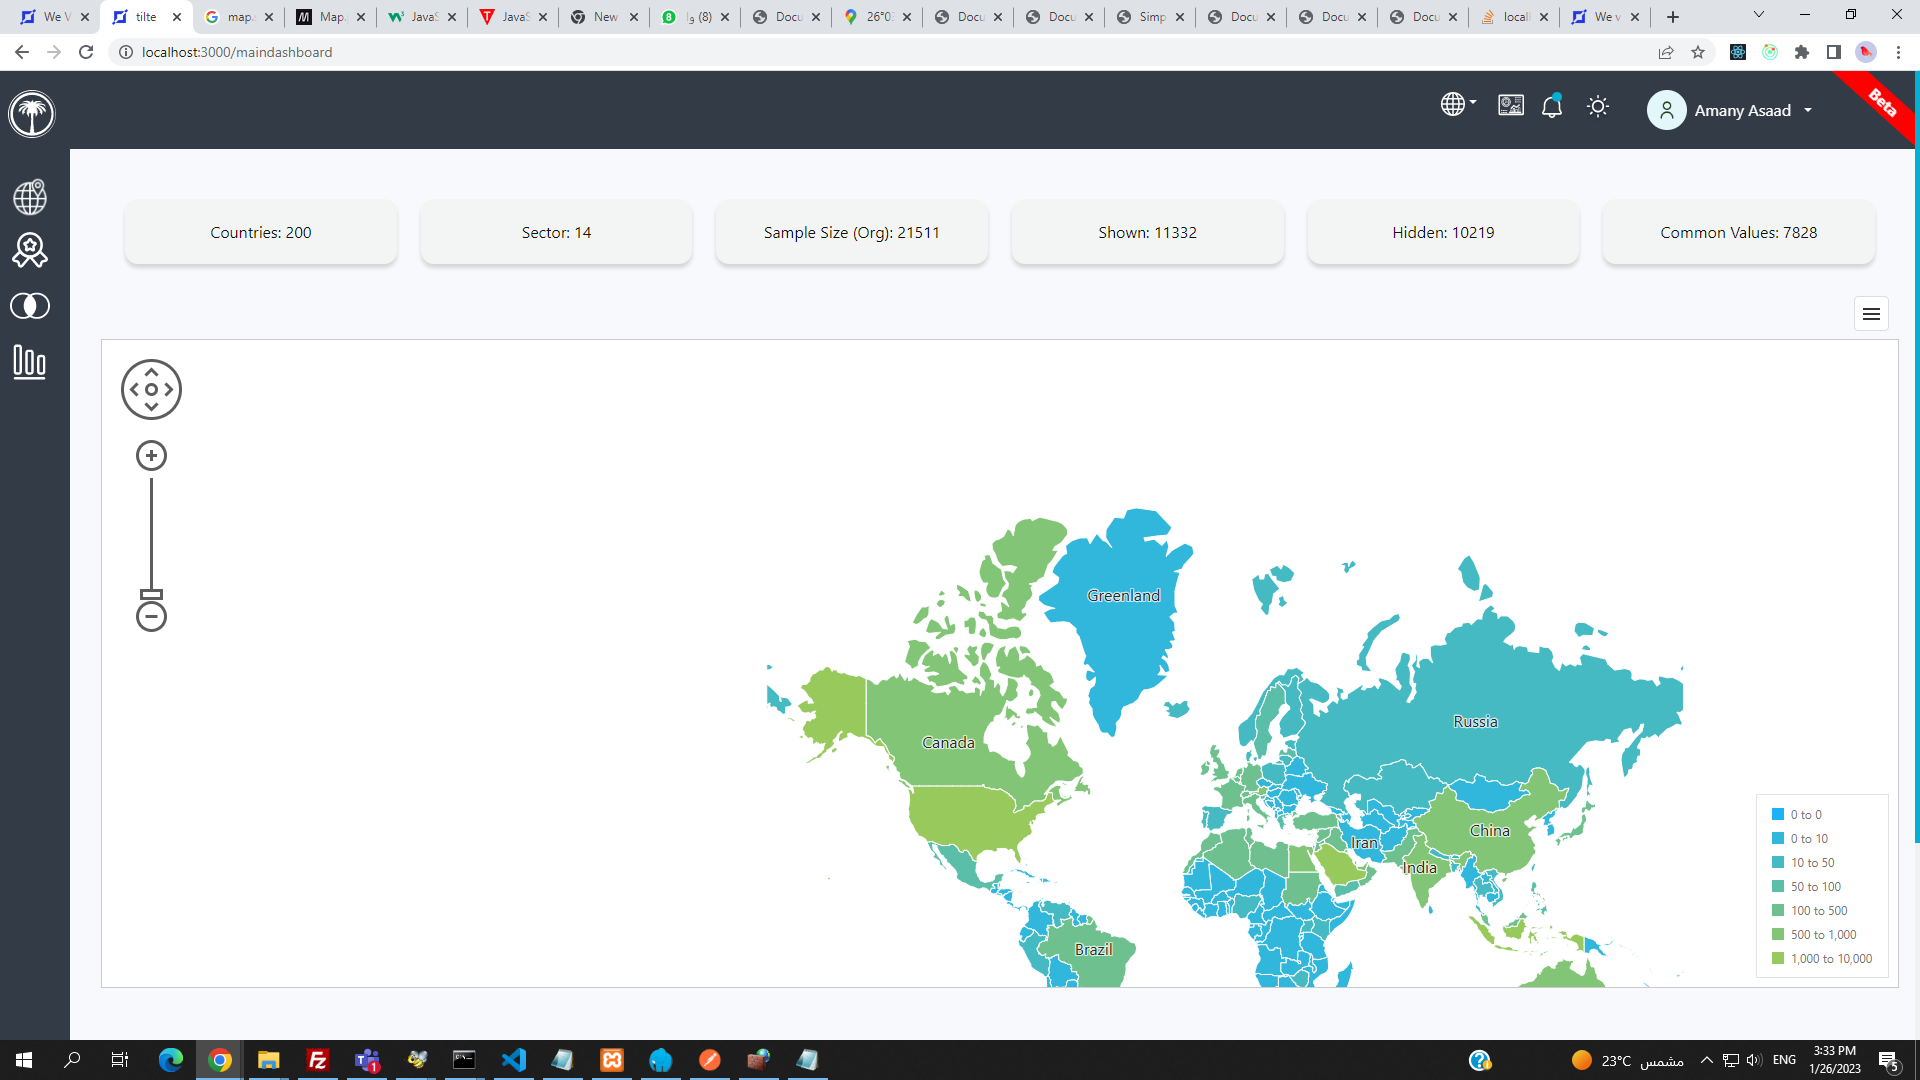 We V
tilte
map.
Map.
JavaS
JavaS
New
(8) وا
Docu
26°0
Docu
Docu
Simp
Docu
Docu
Docu
locall
We v
localhost:3000/maindashboard
Amany Asaad
Beta
Countries: 200
Sector: 14
Sample Size (Org): 21511
Shown: 11332
Hidden: 10219
Common Values: 7828
Greenland
Russia
Canada
China
Iran
India
Brazil
0 to 0
0 to 10
10 to 50
50 to 100
100 to 500
500 to 1,000
1,000 to 10,000
23°C مشمس
ENG
3:33 PM
1/26/2023
5